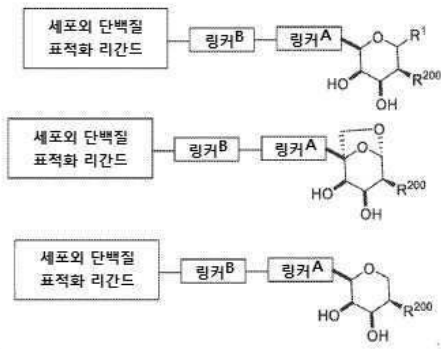 세포외 단백질
표적화 리간드
링커B
링커A
O
R1
R200
HO
OH
세포외 단백질
표적화 리간드
링커B
링커A
O
O
R200
HO
OH
세포외 단백질
표적화 리간드
링커B
링커A
O
R200
HO
OH